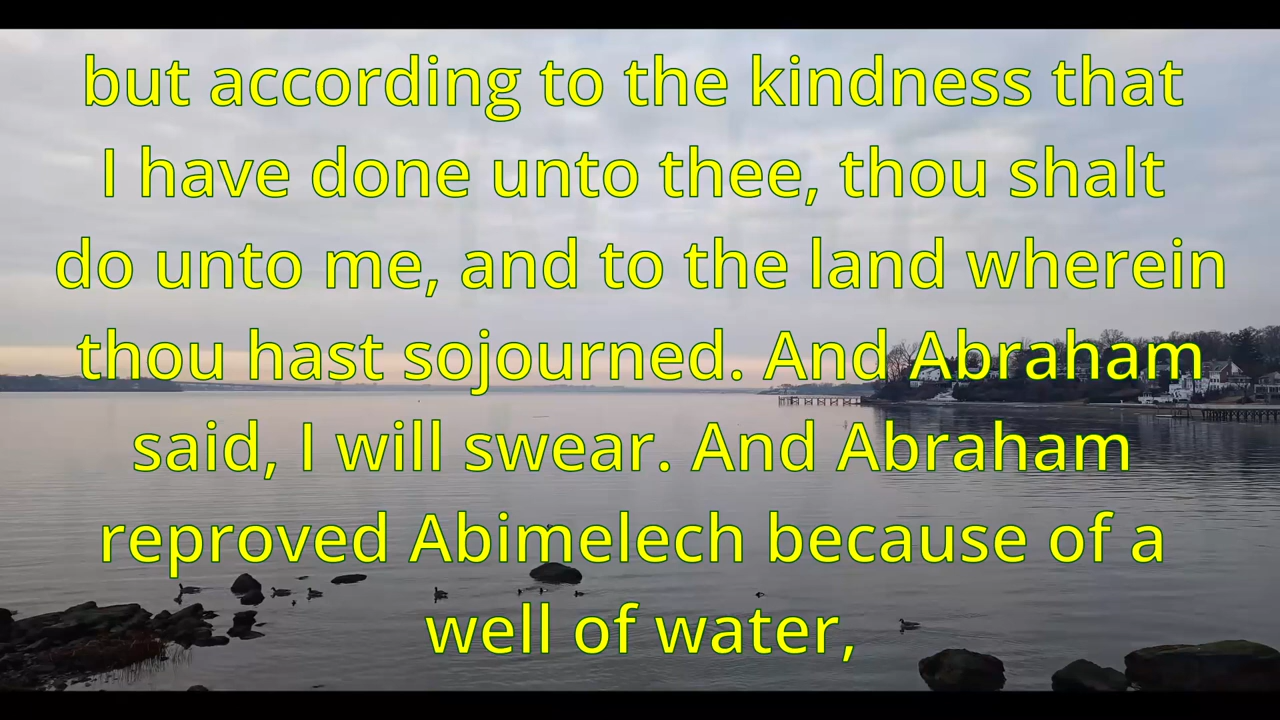 but according to the kindness that
I have done unto thee, thou shalt
do unto me, and to the land wherein
thou hast sojourned. And Abraham
said, I will swear. And Abraham
reproved Abimelech because of a
well of water,